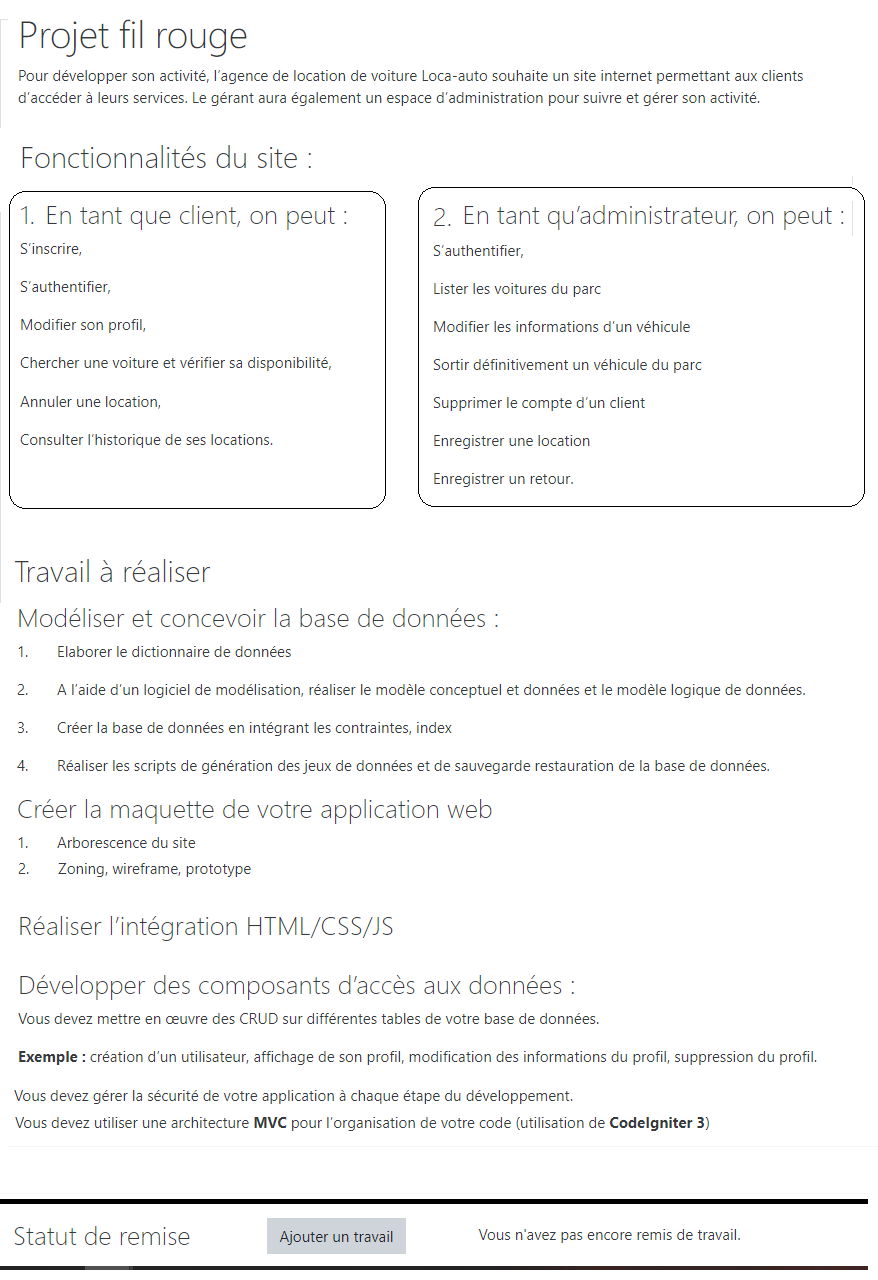 Projet fil rouge
Pour développer son activité, l’agence de location de voiture Loca-auto souhaite un site internet permettant aux clients
d’accéder à leurs services. Le gérant aura également un espace d’administration pour suivre et gérer son activité.
Fonctionnalités du site :
1. En tant que client, on peut :
S’inscrire,
S’authentifier,
Modifier son profil,
Chercher une voiture et vérifier sa disponibilité,
Annuler une location,
Consulter l’historique de ses locations.
2. En tant qu’administrateur, on peut :
S’authentifier,
Lister les voitures du parc
Modifier les informations d’un véhicule
Sortir définitivement un véhicule du parc
Supprimer le compte d’un client
Enregistrer une location
Enregistrer un retour.
Travail à réaliser
Modéliser et concevoir la base de données :
1. Elaborer le dictionnaire de données
2. A l’aide d’un logiciel de modélisation, réaliser le modèle conceptuel et données et le modèle logique de données.
3. Créer la base de données en intégrant les contraintes, index
4. Réaliser les scripts de génération des jeux de données et de sauvegarde restauration de la base de données.
Créer la maquette de votre application web
1. Arborescence du site
2. Zoning, wireframe, prototype
Réaliser l’intégration HTML/CSS/JS
Développer des composants d’accès aux données :
Vous devez mettre en œuvre des CRUD sur différentes tables de votre base de données.
Exemple : création d’un utilisateur, affichage de son profil, modification des informations du profil, suppression du profil.
Vous devez gérer la sécurité de votre application à chaque étape du développement.
Vous devez utiliser une architecture MVC pour l’organisation de votre code (utilisation de CodeIgniter 3)
Statut de remise
Ajouter un travail
Vous n'avez pas encore remis de travail.